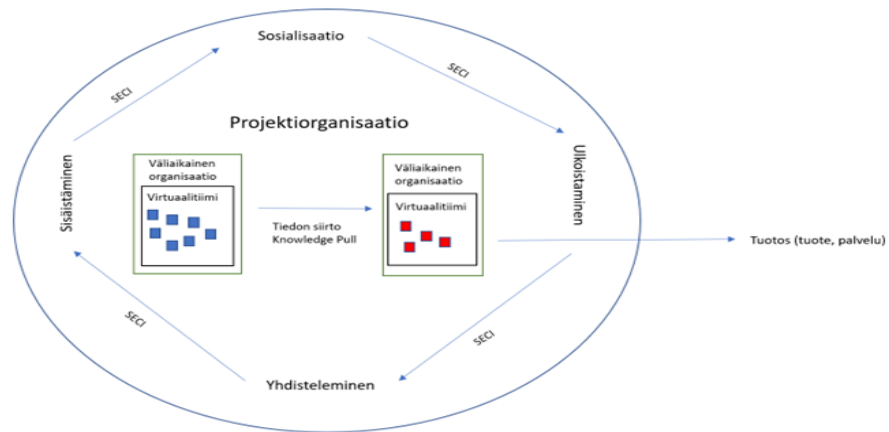 Sosialisaatio
SECI
SECI
Projektiorganisaatio
Sisäistäminen
Ulkoistaminen
Väliaikainen
organisaatio
Virtuaalitiimi
Väliaikainen
organisaatio
Virtuaalitiimi
Tiedon siirto
Knowledge Pull
Tuotos (tuote, palvelu)
SECI
SECI
Yhdisteleminen